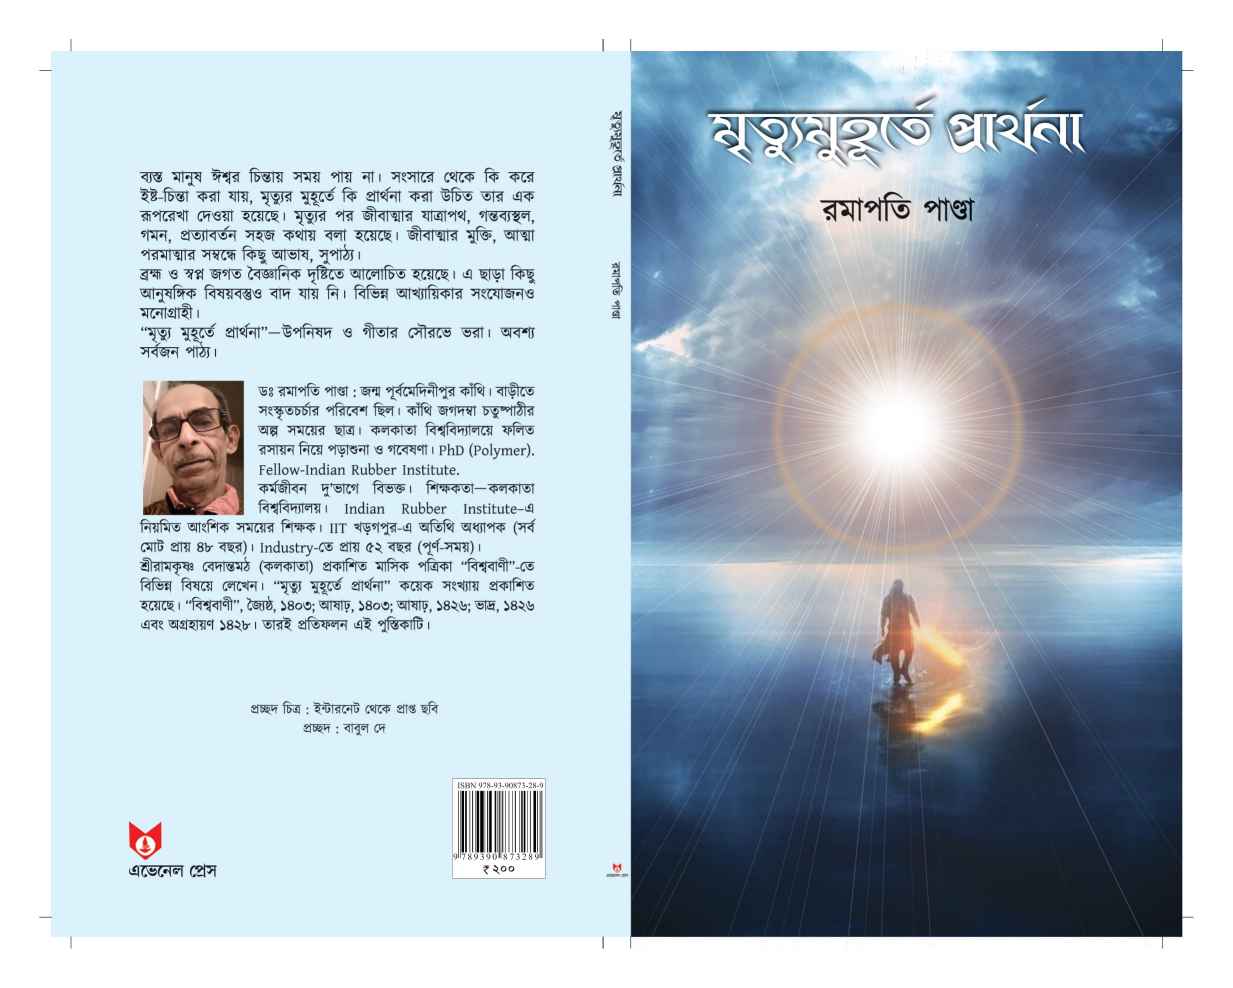 ব্যস্ত মানুষ ঈশ্বর চিন্তায় সময় পায় না। সংসারে থেকে কি করে
ইষ্ট-চিন্তা করা যায়, মৃত্যুর মুহূর্তে কি প্রার্থনা করা উচিত তার এক
রূপরেখা দেওয়া হয়েছে। মৃত্যুর পর জীবাত্মার যাত্রাপথ, গন্তব্যস্থল,
গমন, প্রত্যাবর্তন সহজ কথায় বলা হয়েছে। জীবাত্মার মুক্তি, আত্মা
পরমাত্মার সম্বন্ধে কিছু আভাষ, সুপাঠ্য।
ব্রহ্ম ও স্বপ্ন জগত বৈজ্ঞানিক দৃষ্টিতে আলোচিত হয়েছে। এ ছাড়া কিছু
আনুষঙ্গিক বিষয়বস্তুও বাদ যায় নি। বিভিন্ন আখ্যায়িকার সংযোজনও
মনোগ্রাহী।
“মৃত্যু মুহূর্তে প্রার্থনা”—উপনিষদ ও গীতার সৌরভে ভরা। অবশ্য
সর্বজন পাঠ্য।
ডঃ রমাপতি পাণ্ডা : জন্ম পূর্বমেদিনীপুর কাঁথি। বাড়ীতে
সংস্কৃতচর্চার পরিবেশ ছিল। কাঁথি জগদম্বা চতুষ্পাঠীর
অল্প সময়ের ছাত্র। কলকাতা বিশ্ববিদ্যালয়ে ফলিত
রসায়ন নিয়ে পড়াশুনা ও গবেষণা। PhD (Polymer).
Fellow-Indian Rubber Institute.
কর্মজীবন দু'ভাগে বিভক্ত। শিক্ষকতা—কলকাতা
বিশ্ববিদ্যালয়। Indian Rubber Institute-এ
নিয়মিত আংশিক সময়ের শিক্ষক। IIT খড়গপুর-এ অতিথি অধ্যাপক (সর্ব
মোট প্রায় ৪৮ বছর)। Industry-তে প্রায় ৫২ বছর (পূর্ণ-সময়)।
শ্রীরামকৃষ্ণ বেদান্তমঠ (কলকাতা) প্রকাশিত মাসিক পত্রিকা “বিশ্ববাণী”-তে
বিভিন্ন বিষয়ে লেখেন। “মৃত্যু মুহূর্তে প্রার্থনা” কয়েক সংখ্যায় প্রকাশিত
হয়েছে। “বিশ্ববাণী”, জ্যৈষ্ঠ, ১৪০৩; আষাঢ়, ১৪০৩; আষাঢ়, ১৪২৬; ভাদ্র, ১৪২৬
এবং অগ্রহায়ণ ১৪২৮। তারই প্রতিফলন এই পুস্তিকাটি।
প্রচ্ছদ চিত্র : ইন্টারনেট থেকে প্রাপ্ত ছবি
প্রচ্ছদ : বাবুল দে
এভেনেল প্রেস
ISBN 978-93-90873-28-9
9 789390 873289
₹ ২০০
মৃত্যুমুহূর্তে প্রার্থনা
রমাপতি পাণ্ডা
এভেনেল প্রেস
মৃত্যুমুহূর্তে প্রার্থনা
রমাপতি পাণ্ডা